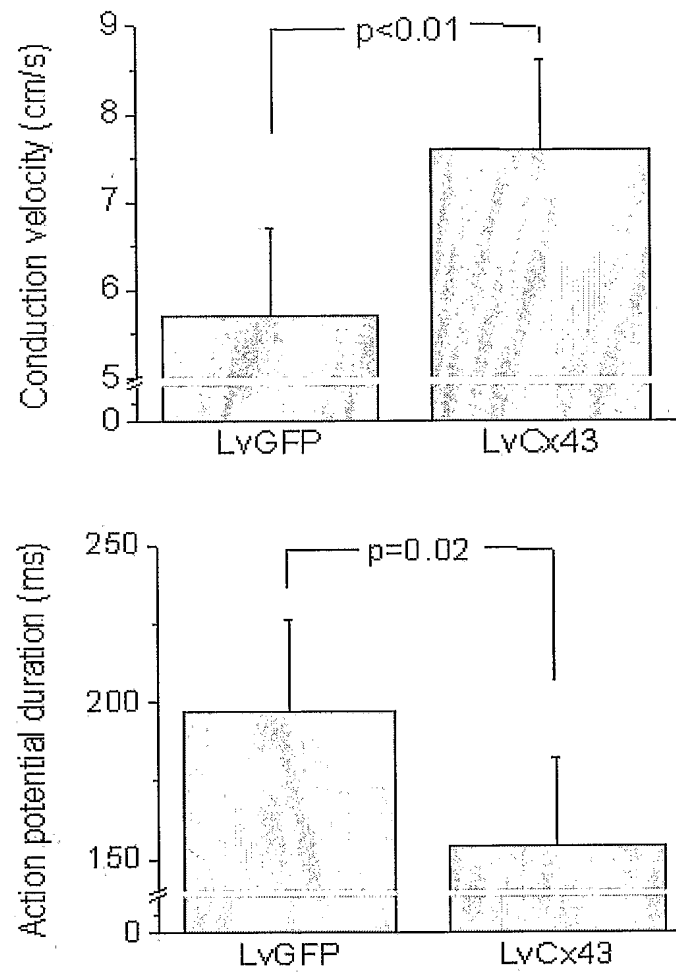 Conduction velocity (cm/s)
9
8
7
6
5
0
p<0.01
LvGFP
LvCx43
Action potential duration (ms)
250
200
150
0
p=0.02
LvGFP
LvCx43